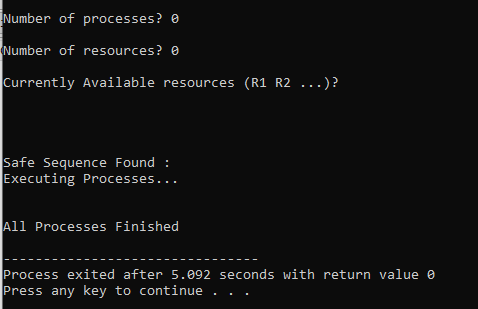 Number of processes? 0
Number of resources? 0
Currently Available resources (R1 R2 ...)?
Safe Sequence Found :
Executing Processes...
All Processes Finished
--------------------------------
Process exited after 5.092 seconds with return value 0
Press any key to continue . . .